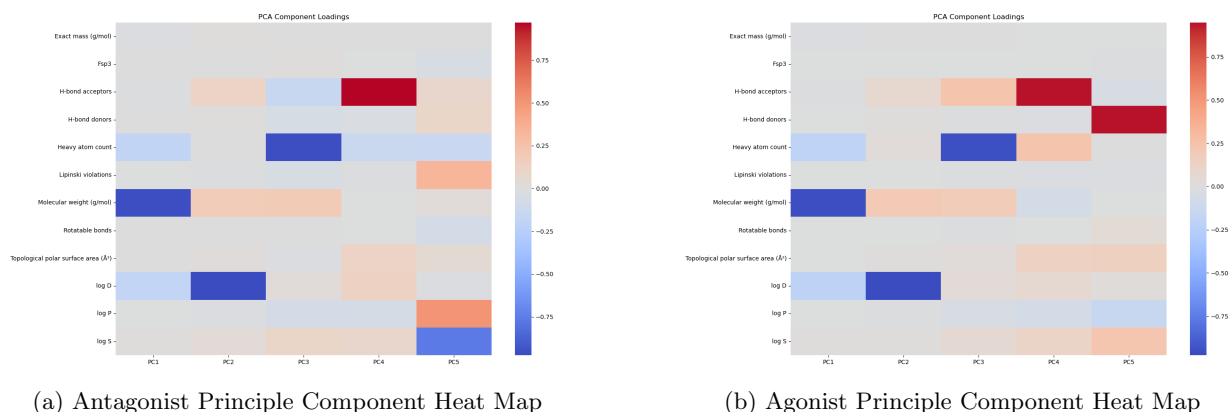 PCA Component Loadings
Exact mass (g/mol)
Fsp3
H-bond acceptors
H-bond donors
Heavy atom count
Lipinski violations
Molecular weight (g/mol)
Rotatable bonds
Topological polar surface area (Å²)
log D
log P
log S
PC1 PC2 PC3 PC4 PC5
0.75
0.50
0.25
0.00
−0.25
−0.50
−0.75
(a) Antagonist Principle Component Heat Map
PCA Component Loadings
Exact mass (g/mol)
Fsp3
H-bond acceptors
H-bond donors
Heavy atom count
Lipinski violations
Molecular weight (g/mol)
Rotatable bonds
Topological polar surface area (Å²)
log D
log P
log S
PC1 PC2 PC3 PC4 PC5
0.75
0.50
0.25
0.00
−0.25
−0.50
−0.75
(b) Agonist Principle Component Heat Map